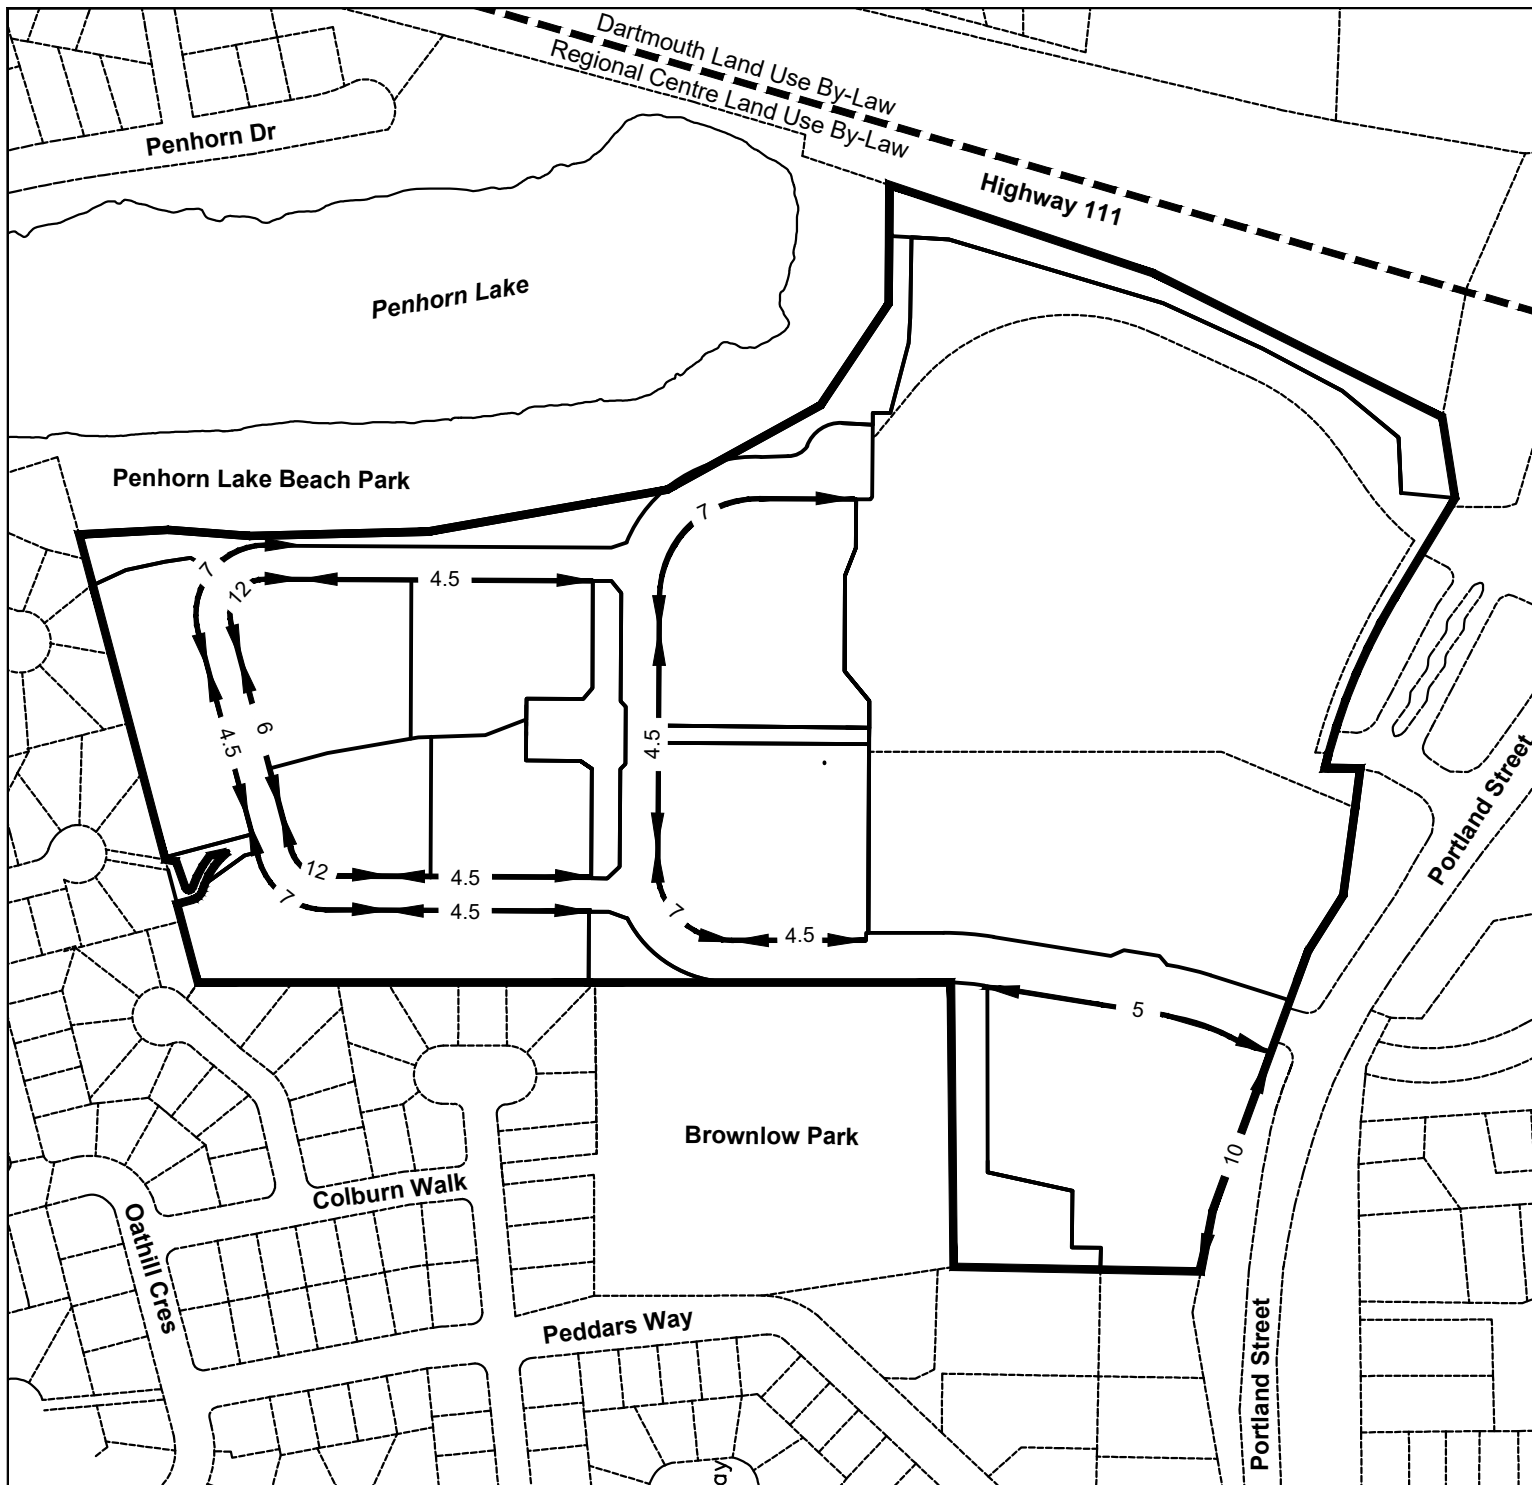 Dartmouth Land Use By-Law
Regional Centre Land Use By-Law
Penhorn Dr
Highway 111
Penhorn Lake
Penhorn Lake Beach Park
7
7
12
4.5
6
4.5
4.5
Portland Street
12
4.5
7
4.5
7
4.5
5
Brownlow Park
10
Colburn Walk
Oathill Cres
Peddars Way
Portland Street
ay